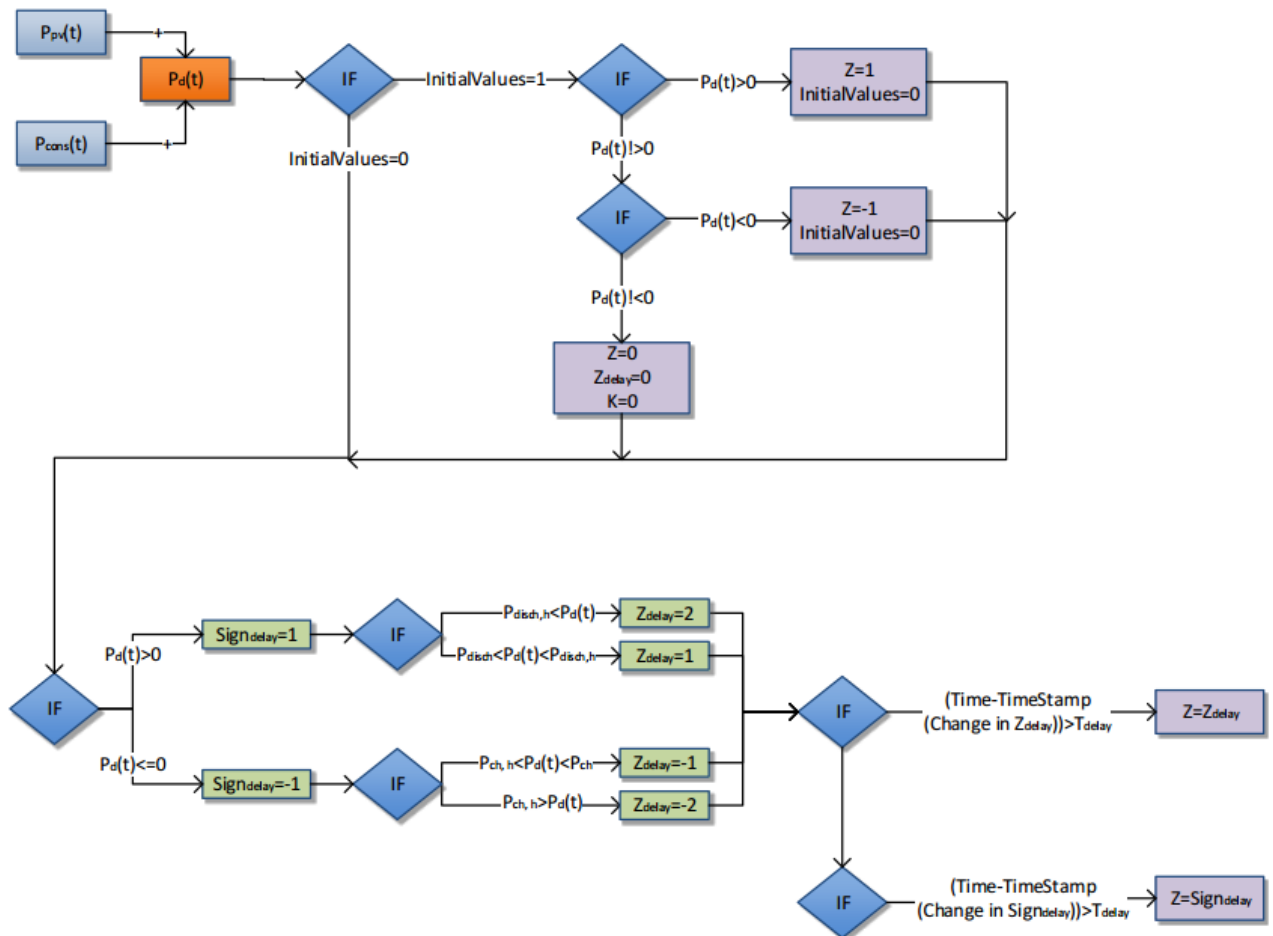 Ppv(t)
+
Pd(t)
IF
InitialValues=1
IF
Pd(t)>0
Z=1
InitialValues=0
Pcons(t)
+
InitialValues=0
Pd(t)!>0
IF
Pd(t)<0
Z=-1
InitialValues=0
Pd(t)!<0
Z=0
Zdelay=0
K=0
IF
Pd(t)>0
Signdelay=1
IF
Pdisch,h<Pd(t)
Zdelay=2
Pdisch<Pd(t)<Pdisch,h
Zdelay=1
Pd(t)<=0
Signdelay=-1
IF
Pch, h<Pd(t)<Pch
Zdelay=-1
Pch, h>Pd(t)
Zdelay=-2
IF
(Time-TimeStamp
(Change in Zdelay))>Tdelay
Z=Zdelay
IF
(Time-TimeStamp
(Change in Signdelay))>Tdelay
Z=Signdelay